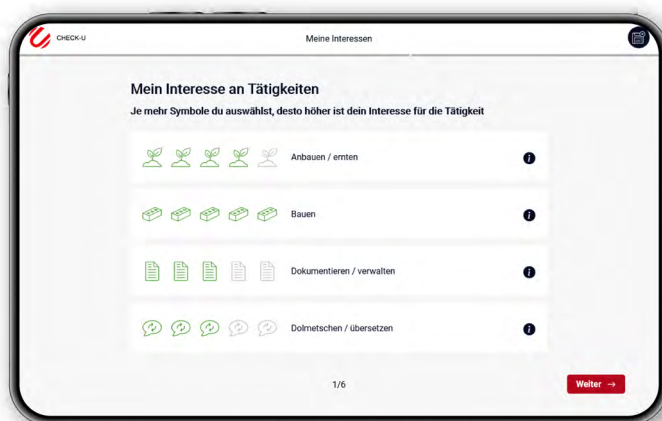 CHECK-U
Meine Interessen
Mein Interesse an Tätigkeiten
Je mehr Symbole du auswählst, desto höher ist dein Interesse für die Tätigkeit
Anbauen / ernten
Bauen
Dokumentieren / verwalten
Dolmetschen / übersetzen
1/6
Weiter →